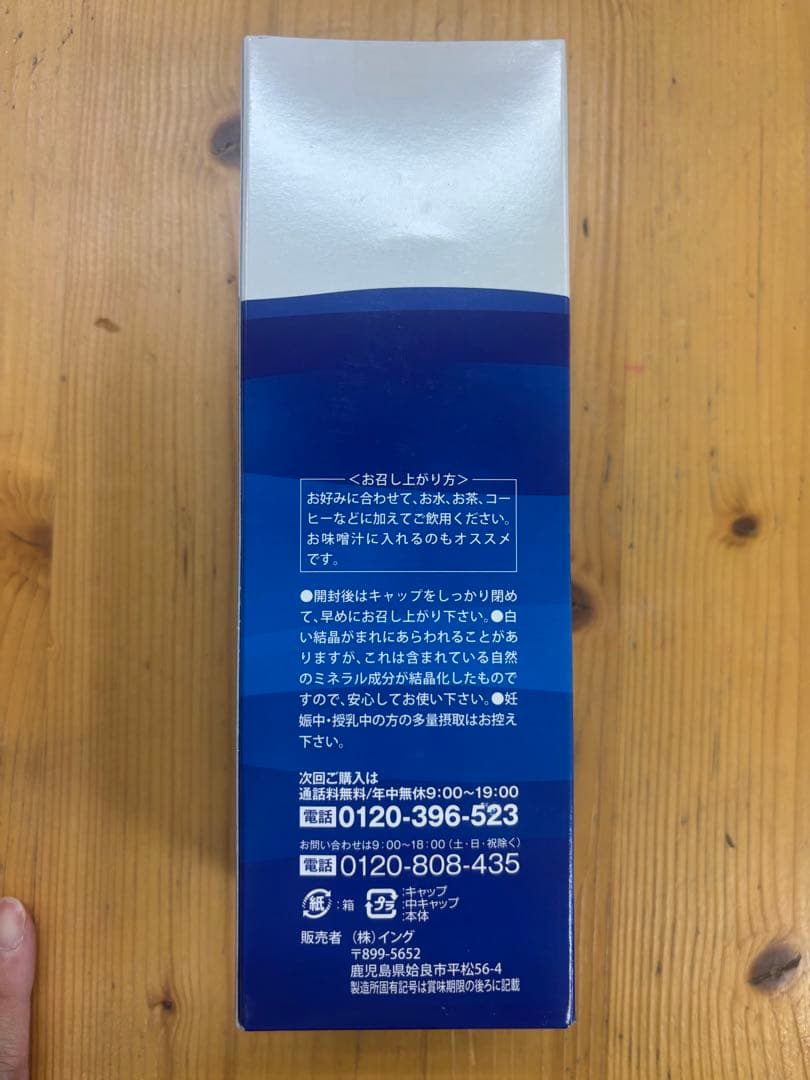 ＜お召し上がり方＞
お好みに合わせて、お水、お茶、コー
ヒーなどに加えてご飲用ください。
お味噌汁に入れるのもオススメ
です。
●開封後はキャップをしっかり閉め
て、早めにお召し上がり下さい。●白
い結晶がまれにあらわれることがあ
りますが、これは含まれている自然
のミネラル成分が結晶化したもので
すので、安心してお使い下さい。●妊
娠中・授乳中の方の多量摂取はお控え
下さい。
次回ご購入は
通話料無料/年中無休9:00～19:00
電話 0120-396-523
お問い合わせは9:00～18:00（土・日・祝除く）
電話 0120-808-435
紙 :箱 プラ :キャップ
:中キャップ
:本体
販売者 （株）イング
〒899-5652
鹿児島県姶良市平松56-4
製造所固有記号は賞味期限の後ろに記載